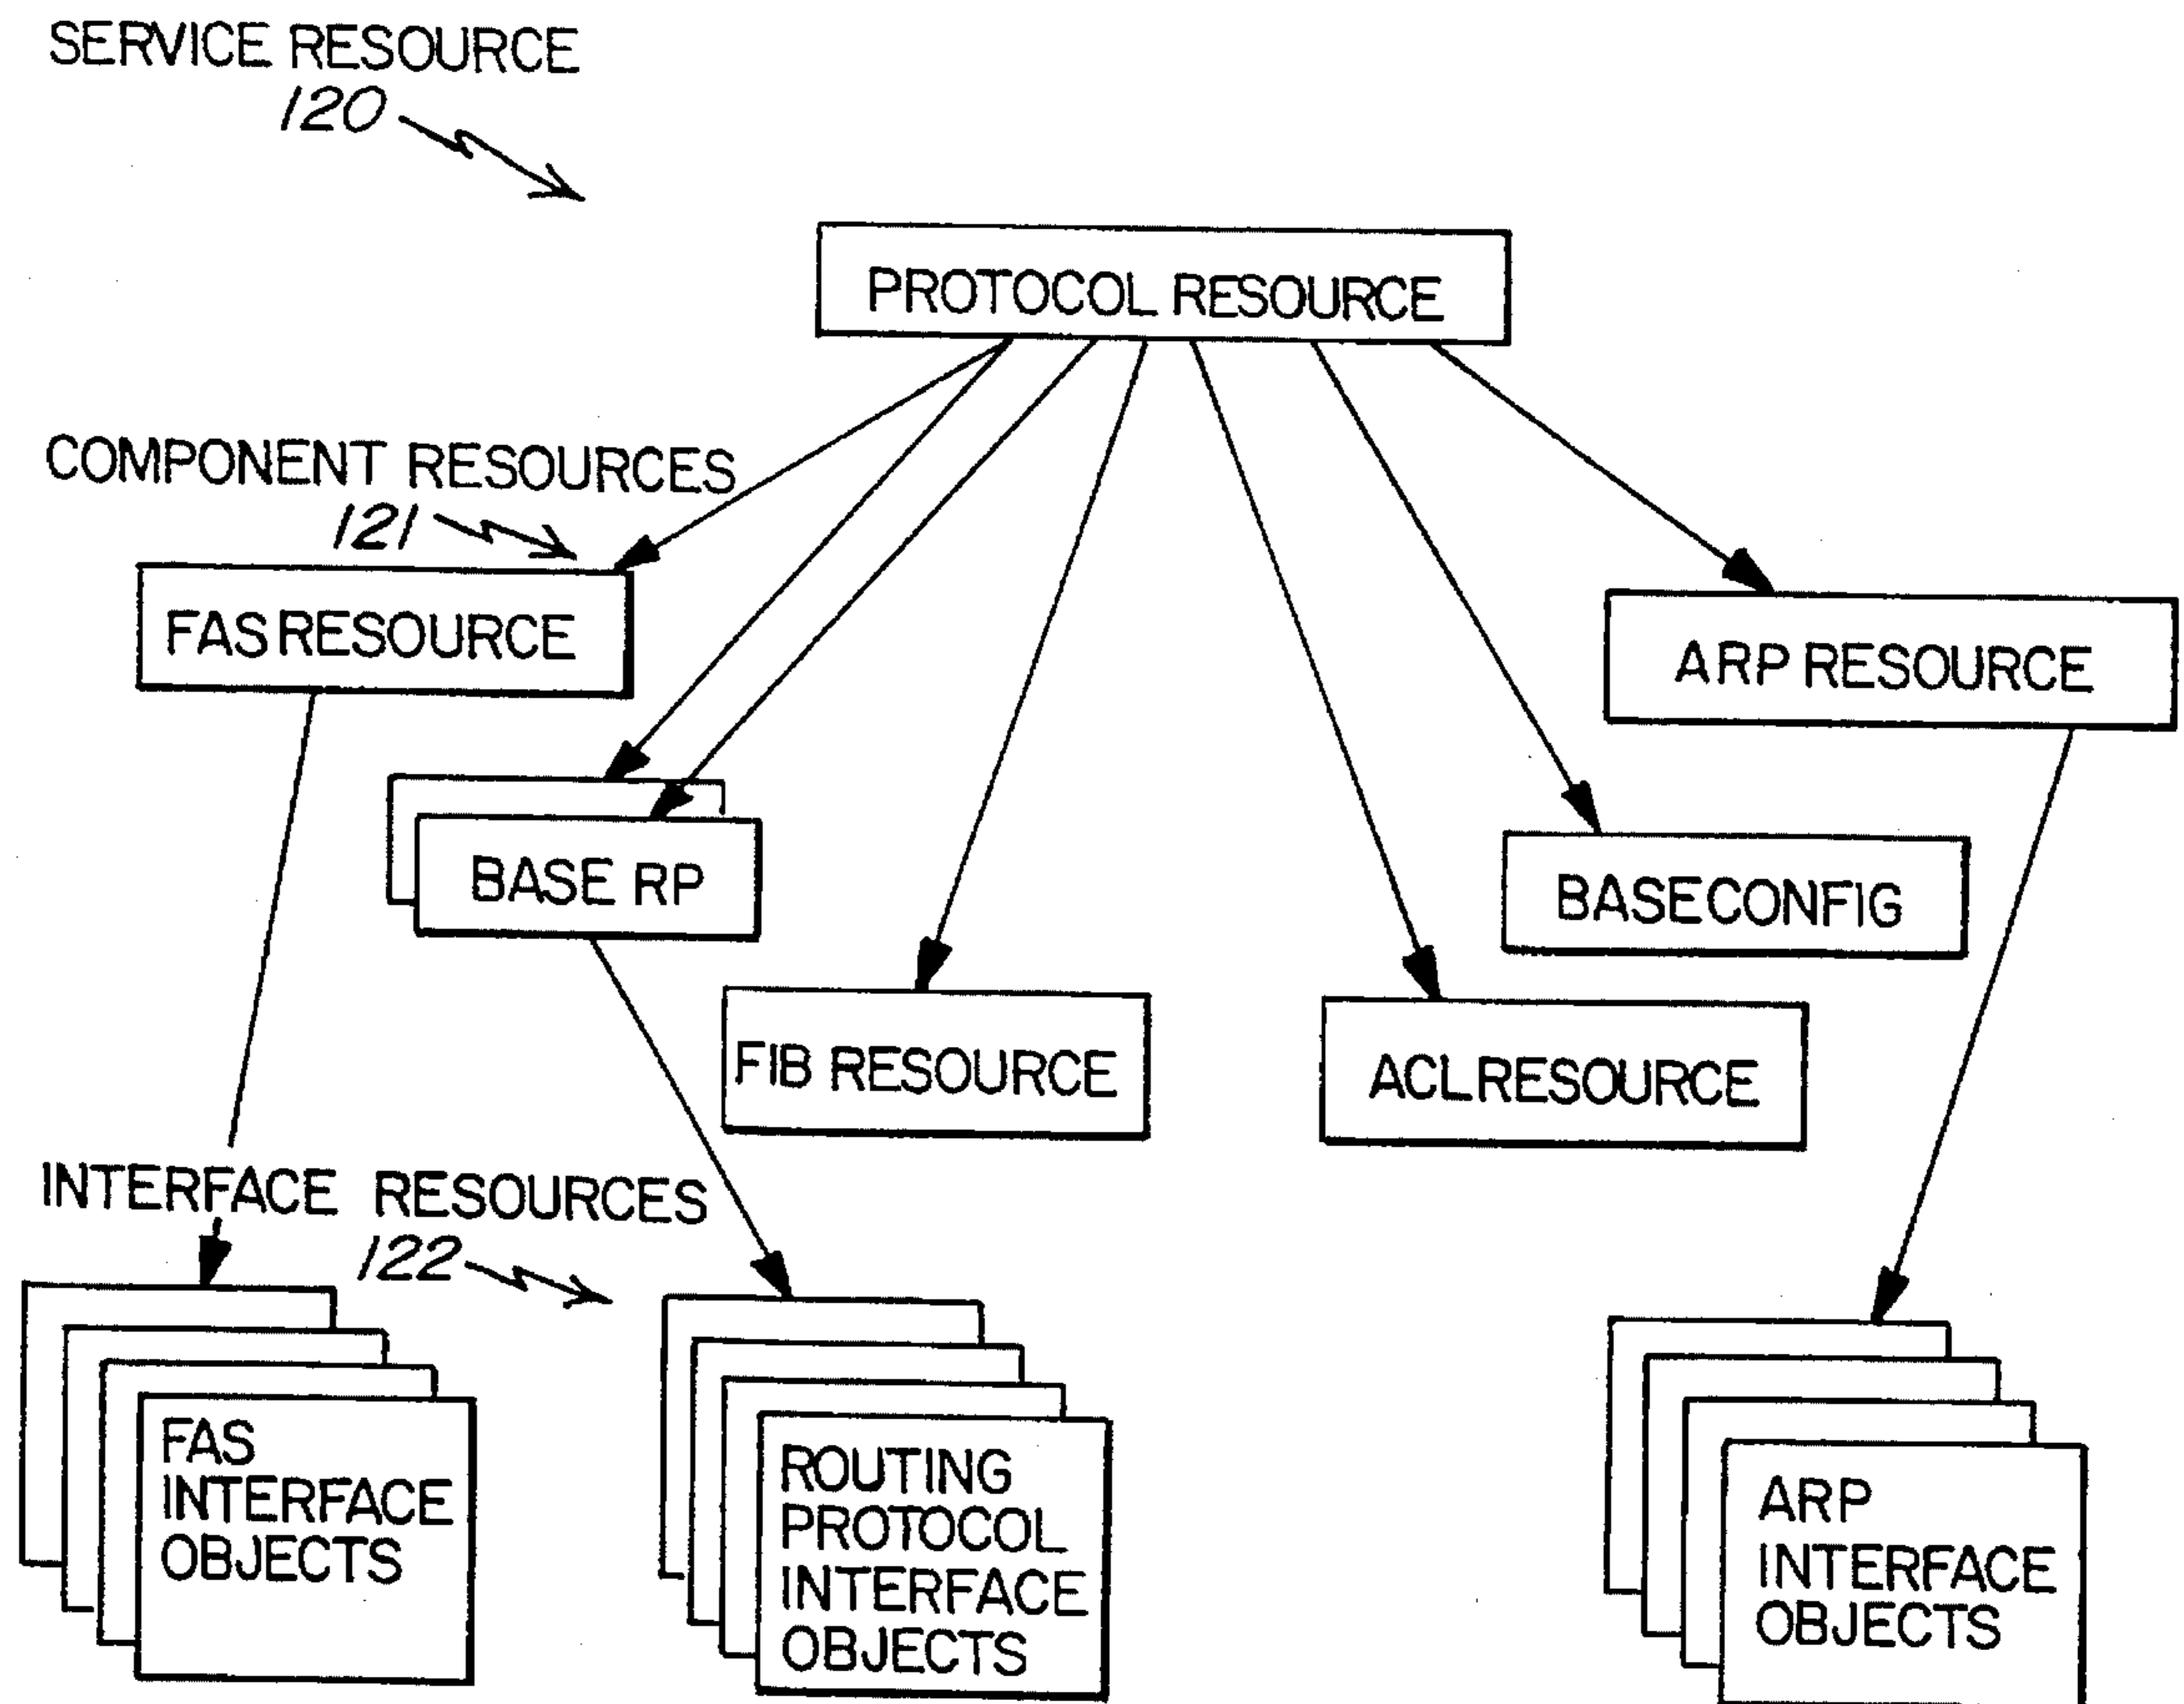 SERVICE RESOURCE
120
PROTOCOL RESOURCE
COMPONENT RESOURCES
121
FAS RESOURCE
ARP RESOURCE
BASE RP
BASECONFIG
FIB RESOURCE
ACL RESOURCE
INTERFACE RESOURCES
122
FAS
INTERFACE
OBJECTS
ROUTING
PROTOCOL
INTERFACE
OBJECTS
ARP
INTERFACE
OBJECTS